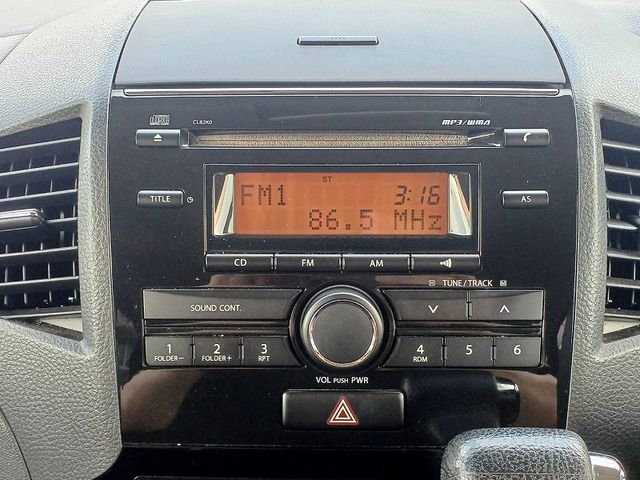 CLB2K0
MP3/WMA
TITLE
ST
FM1 3:16
86.5 MHz
AS
CD FM AM
TUNE/TRACK
SOUND CONT.
1 2 3 4 5 6
FOLDER- FOLDER+ RPT RDM
VOL PUSH PWR